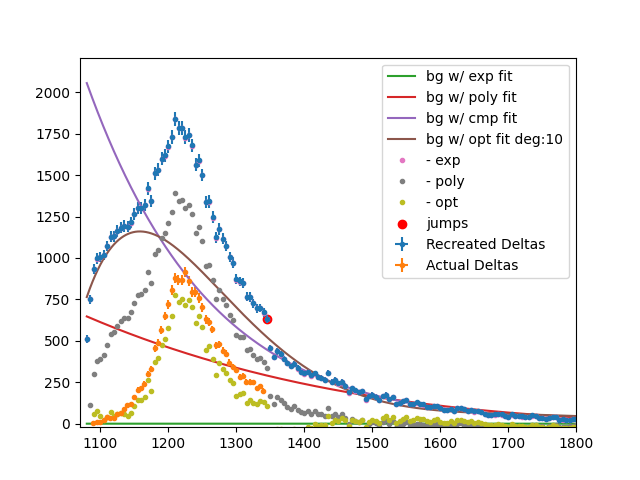 2000
1750
1500
1250
1000
750
500
250
0
1100 1200 1300 1400 1500 1600 1700 1800
bg w/ exp fit
bg w/ poly fit
bg w/ cmp fit
bg w/ opt fit deg:10
- exp
- poly
- opt
jumps
Recreated Deltas
Actual Deltas